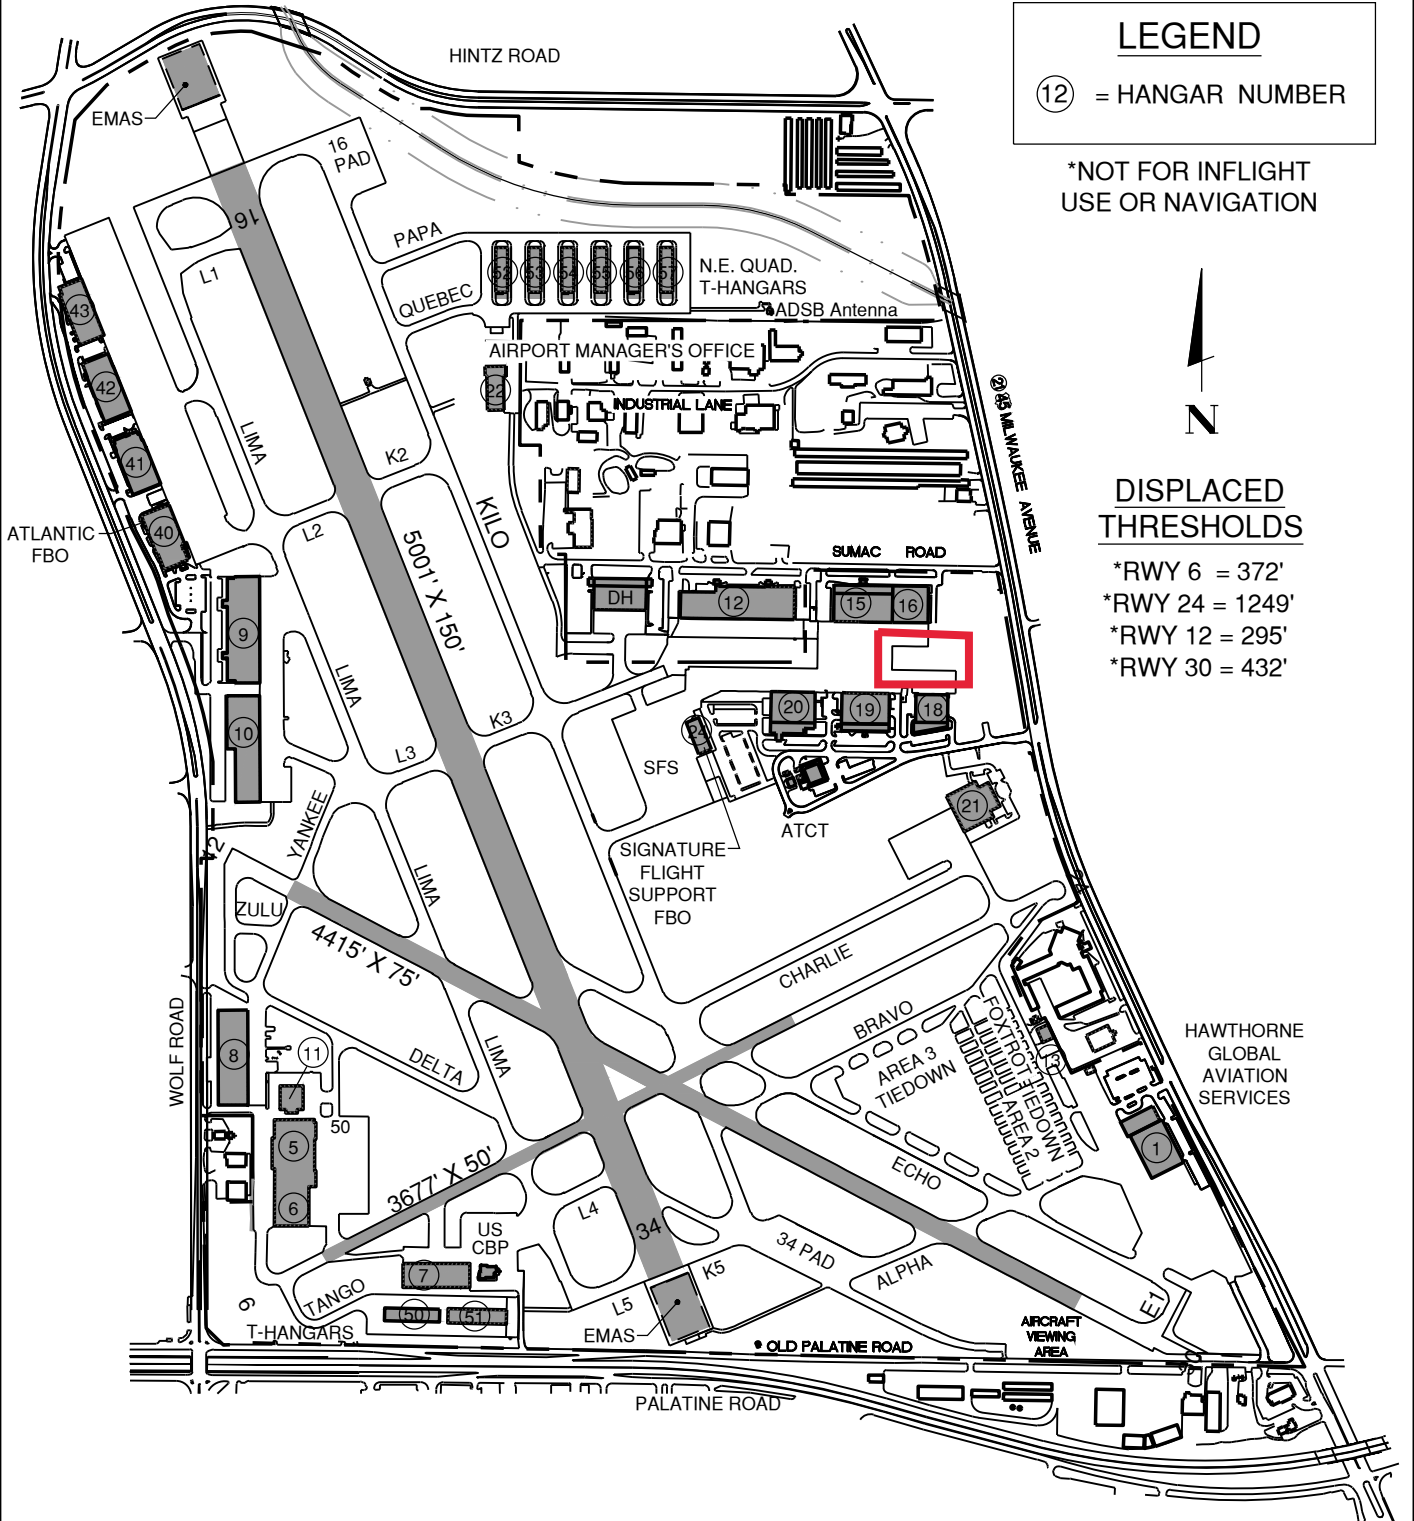 HINTZ ROAD
LEGEND
12 = HANGAR NUMBER
*NOT FOR INFLIGHT
USE OR NAVIGATION
EMAS
16
PAD
16
PAPA
QUEBEC
L1
52
53
54
55
56
57
N.E. QUAD.
T-HANGARS
ADSB Antenna
AIRPORT MANAGER'S OFFICE
22
INDUSTRIAL LANE
MILWAUKEE AVENUE
N
43
42
41
40
ATLANTIC
FBO
LIMA
K2
KILO
L2
5001' X 150'
DISPLACED
THRESHOLDS
*RWY 6 = 372'
*RWY 24 = 1249'
*RWY 12 = 295'
*RWY 30 = 432'
SUMAC ROAD
DH
12
15
16
9
10
LIMA
L3
K3
20
19
18
24
SFS
ATCT
21
SIGNATURE
FLIGHT
SUPPORT
FBO
YANKEE
12
LIMA
ZULU
4415' X 75'
CHARLIE
BRAVO
WOLF ROAD
8
11
DELTA
LIMA
AREA 3
TIEDOWN
FOXTROT TIEDOWN
AREA 2
HAWTHORNE
GLOBAL
AVIATION
SERVICES
50
5
6
1
3677' X 50'
ECHO
L4
34
US
CBP
7
K5
34 PAD
ALPHA
E1
6
TANGO
50
51
L5
T-HANGARS
EMAS
OLD PALATINE ROAD
AIRCRAFT
VIEWING
AREA
PALATINE ROAD